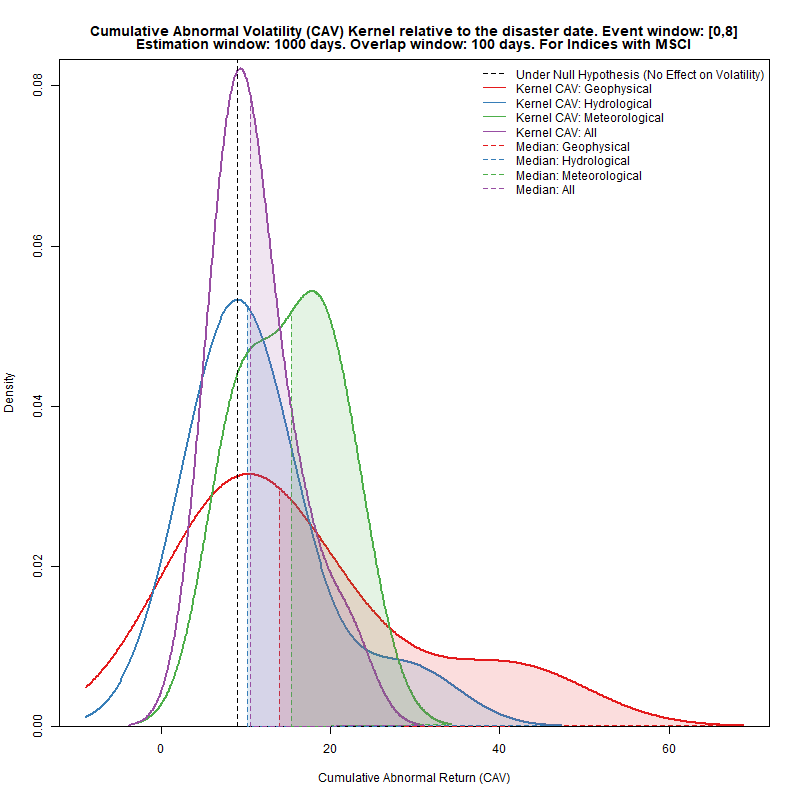 Cumulative Abnormal Volatility (CAV) Kernel relative to the disaster date. Event window: [0,8]
Estimation window: 1000 days. Overlap window: 100 days. For Indices with MSCI
Under Null Hypothesis (No Effect on Volatility)
Kernel CAV: Geophysical
Kernel CAV: Hydrological
Kernel CAV: Meteorological
Kernel CAV: All
Median: Geophysical
Median: Hydrological
Median: Meteorological
Median: All
Density
0.08
0.06
0.04
0.02
0.00
0
20
40
60
Cumulative Abnormal Return (CAV)